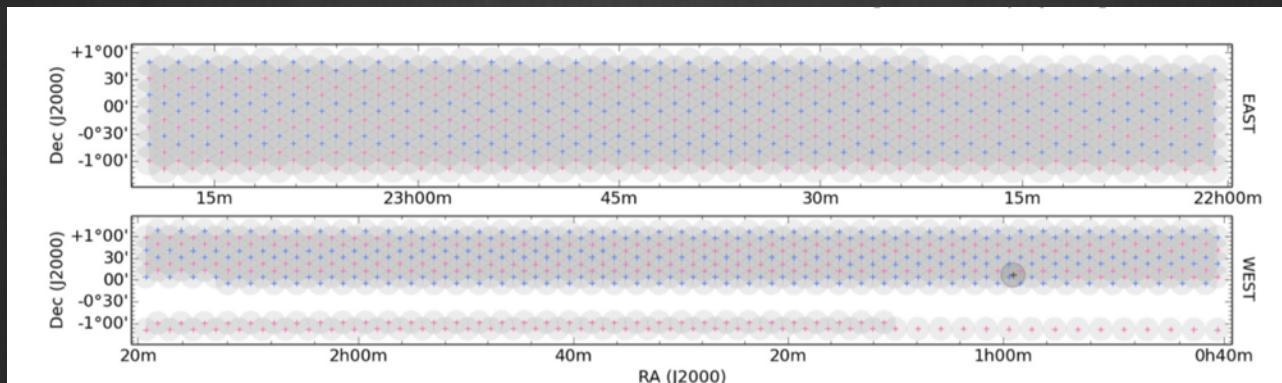 +1°00'
30'
00'
-0°30'
-1°00'
Dec (J2000)
EAST
15m 23h00m 45m 30m 15m 22h00m
+1°00'
30'
00'
-0°30'
-1°00'
Dec (J2000)
WEST
20m 2h00m 40m 20m 1h00m 0h40m
RA (J2000)